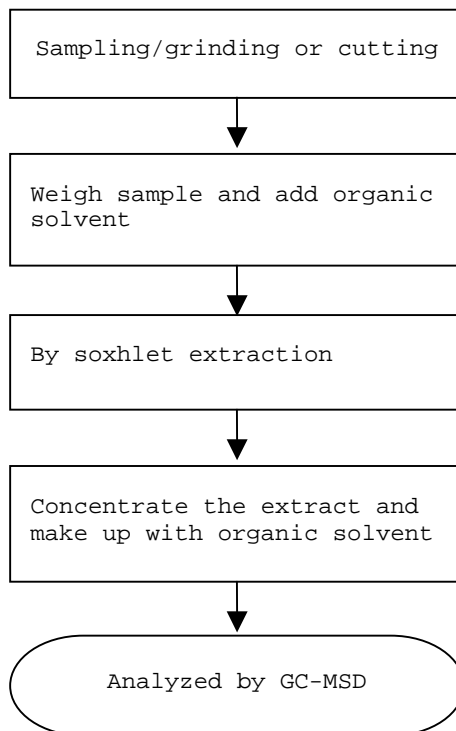 Sampling/grinding or cutting
Weigh sample and add organic
solvent
By soxhlet extraction
Concentrate the extract and
make up with organic solvent
Analyzed by GC-MSD